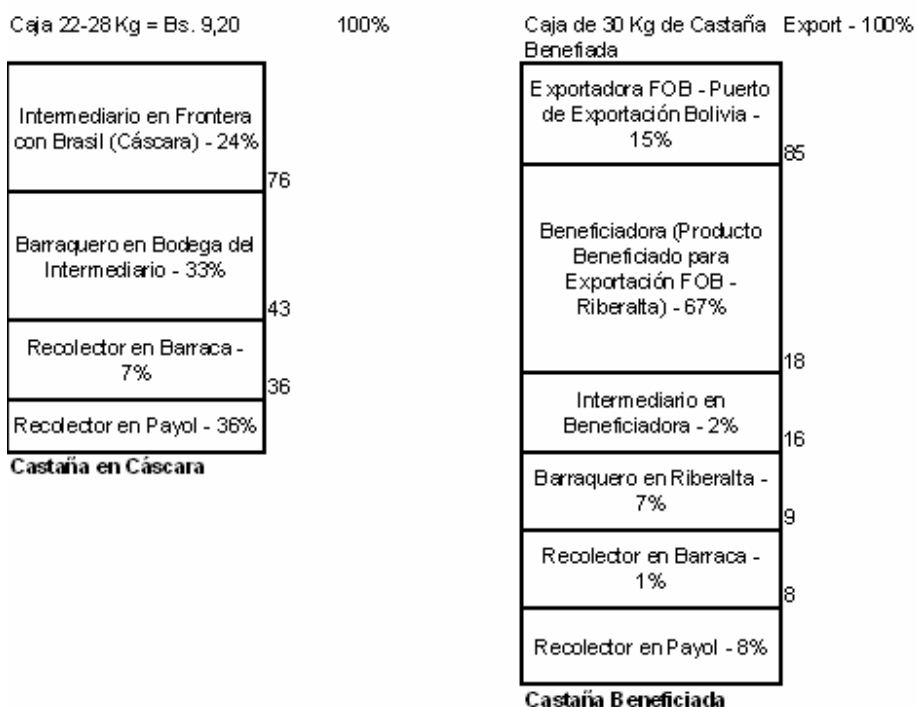 Caja 22-28 Kg = Bs. 9,20 100%
Intermediario en Frontera
con Brasil (Cáscara) - 24%
76
Barraquero en Bodega del
Intermediario - 33%
43
Recolector en Barraca -
7%
36
Recolector en Payol - 36%
Castaña en Cáscara
Caja de 30 Kg de Castaña Export - 100%
Benefiada
Exportadora FOB - Puerto
de Exportación Bolivia -
15%
85
Beneficiadora (Producto
Beneficiado para
Exportación FOB -
Riberalta) - 67%
18
Intermediario en
Beneficiadora - 2%
16
Barraquero en Riberalta -
7%
9
Recolector en Barraca -
1%
8
Recolector en Payol - 8%
Castaña Beneficiada